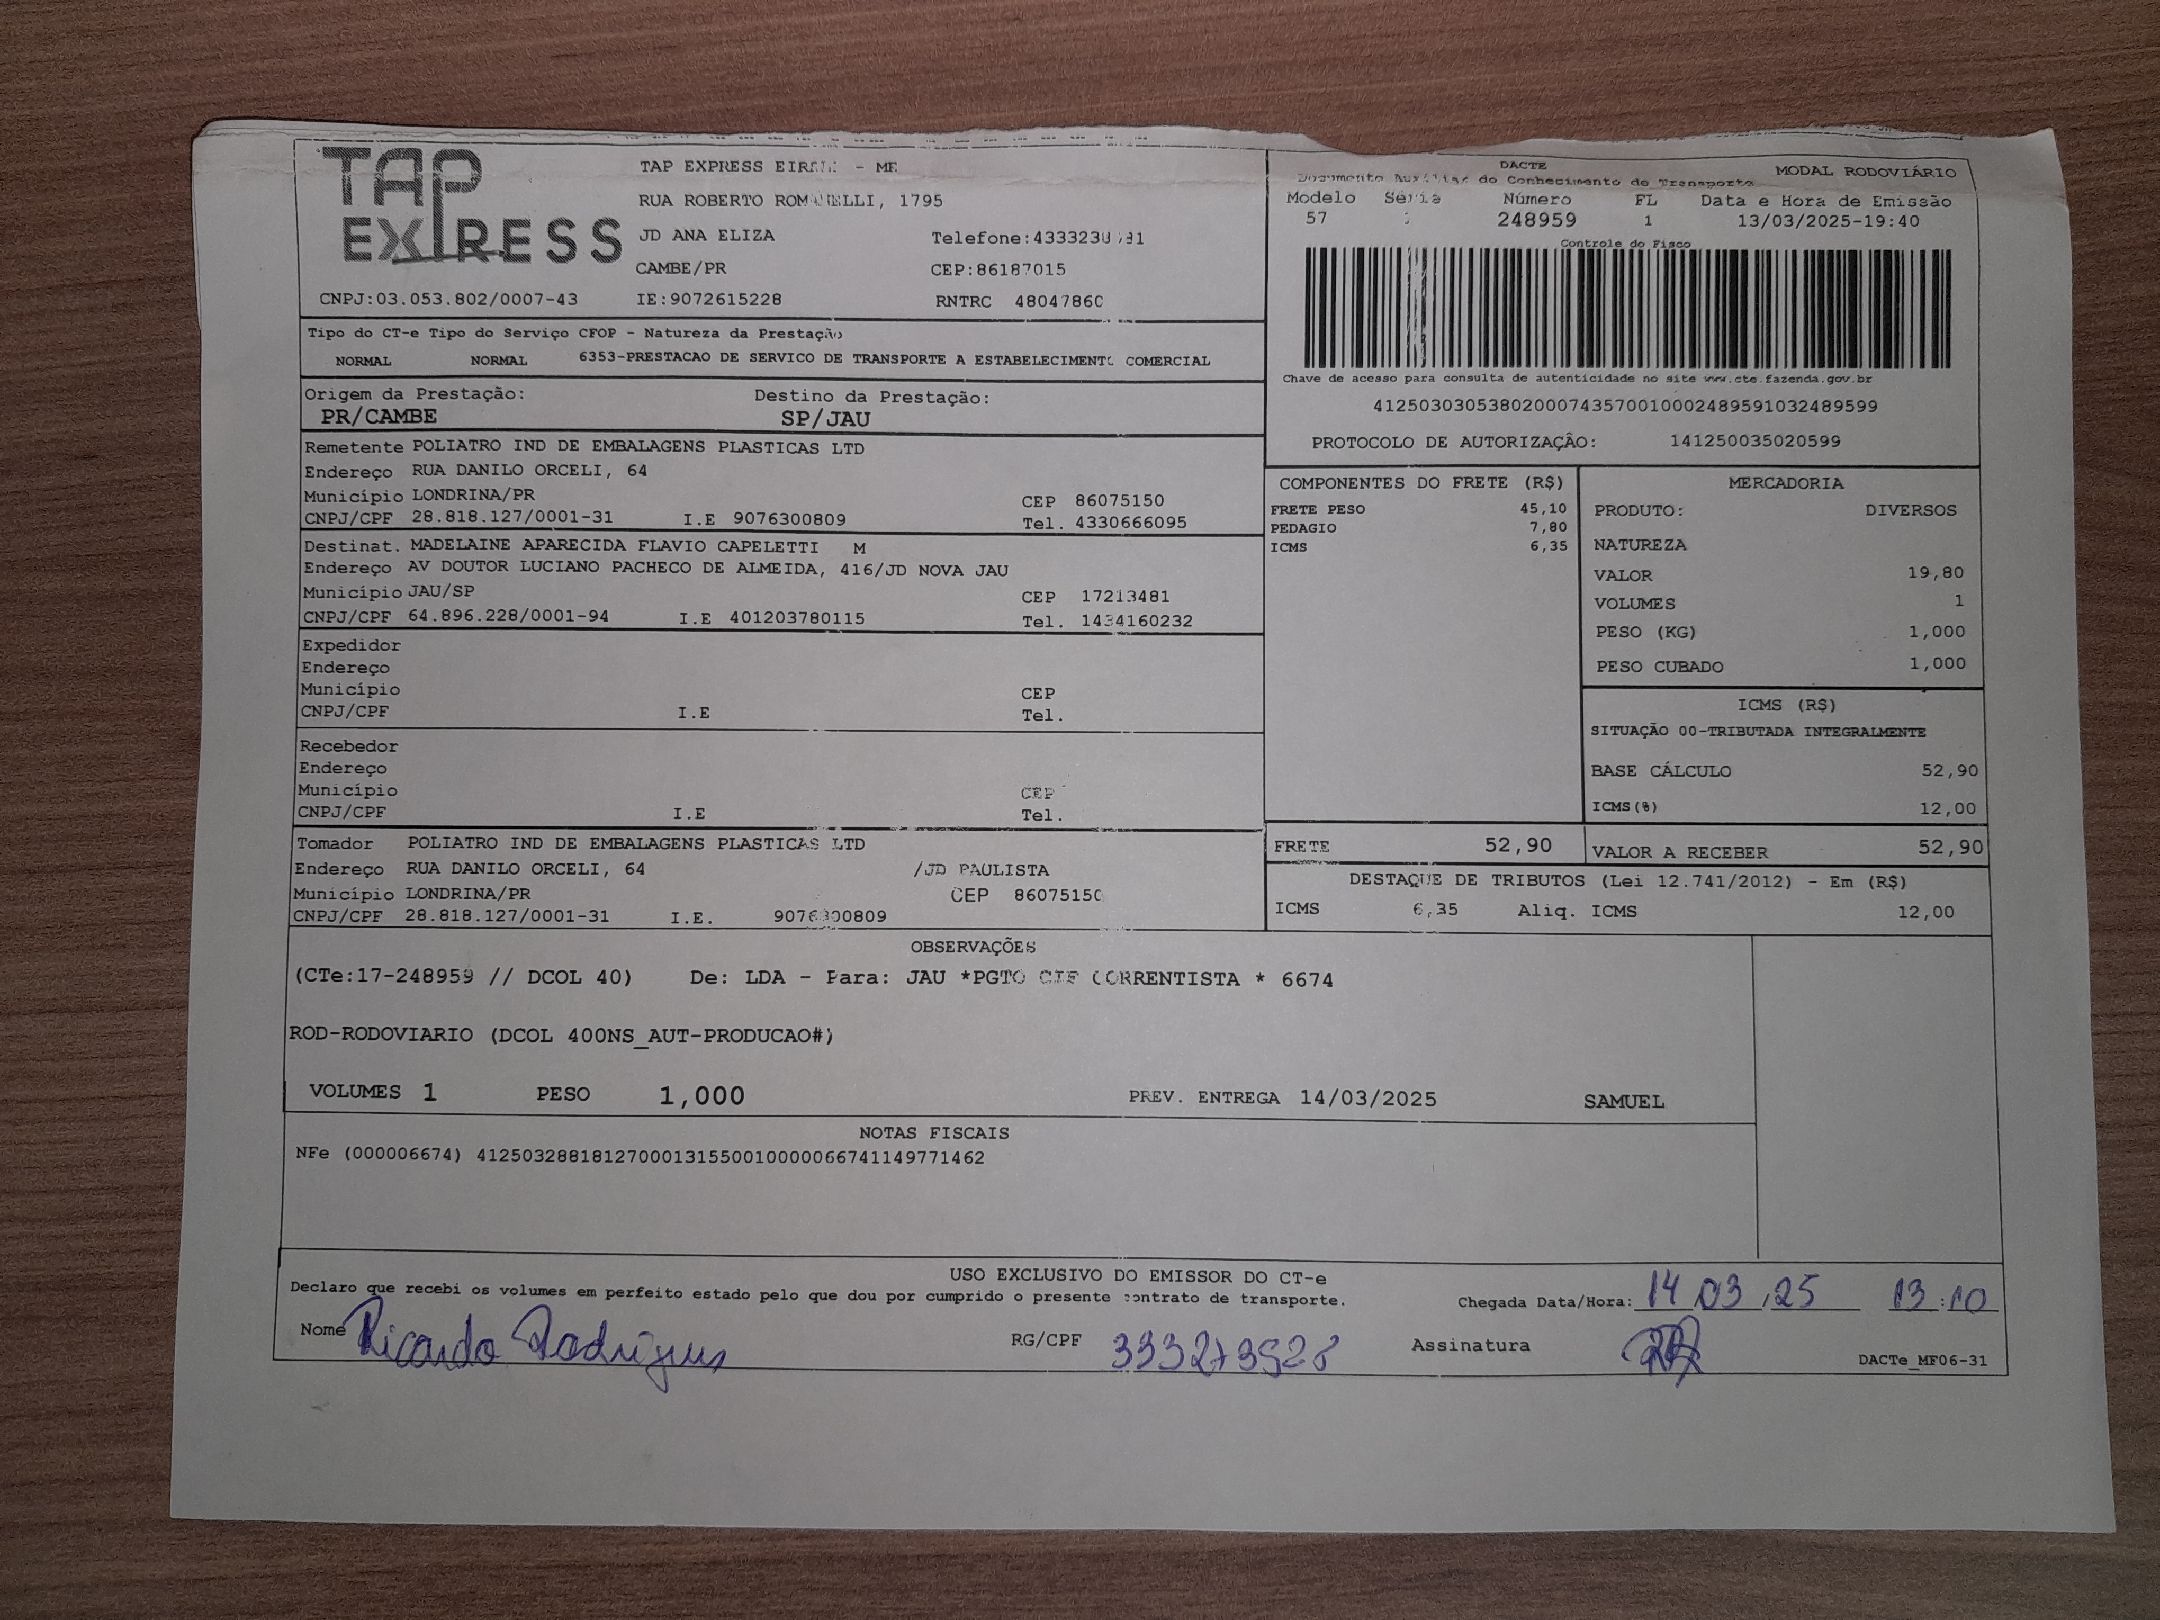 TAP
EXPRESS
TAP EXPRESS - ME
RUA ROBERTO ROMANELLI, 1795
JD ANA ELIZA
CAMBE/PR CEP:86187015
CNPJ:03.053.802/0007-43 IE:9072615228 RNTRC 48047860
DACTE MODAL RODOVIÁRIO
Documento Auxiliar do Conhecimento de Transporte
Modelo Série Número FL Data e Hora de Emissão
57 248959 1 13/03/2025-19:40
Controle do Fisco
Chave de acesso para consulta de autenticidade no site www.cte.fazenda.gov.br
41250303053802000743570010002489591032489599
PROTOCOLO DE AUTORIZAÇÃO: 141250035020599
Tipo do CT-e Tipo do Serviço CFOP - Natureza da Prestação
NORMAL NORMAL 6353-PRESTACAO DE SERVICO DE TRANSPORTE A ESTABELECIMENTO COMERCIAL
Origem da Prestação: Destino da Prestação:
PR/CAMBE SP/JAU
Remetente POLIATRO IND DE EMBALAGENS PLASTICAS LTD
Endereço RUA DANILO ORCELI, 64
Município LONDRINA/PR CEP 86075150
CNPJ/CPF 28.818.127/0001-31 I.E 9076300809 Tel. 4330666095
Destinat. MADELAINE APARECIDA FLAVIO CAPELETTI M
Endereço AV DOUTOR LUCIANO PACHECO DE ALMEIDA, 416/JD NOVA JAU
Município JAU/SP CEP 17213481
CNPJ/CPF 64.896.228/0001-94 I.E 401203780115 Tel. 1434160232
Expedidor
Endereço
Município CEP
CNPJ/CPF I.E Tel.
Recebedor
Endereço
Município CEP
CNPJ/CPF I.E Tel.
Tomador POLIATRO IND DE EMBALAGENS PLASTICAS LTD
Endereço RUA DANILO ORCELI, 64 /JD PAULISTA
Município LONDRINA/PR CEP 86075150
CNPJ/CPF 28.818.127/0001-31 I.E. 9076300809
COMPONENTES DO FRETE (R$)
FRETE PESO 45,10
PEDAGIO 7,80
ICMS 6,35
MERCADORIA
PRODUTO: DIVERSOS
NATUREZA
VALOR 19,80
VOLUMES 1
PESO (KG) 1,000
PESO CUBADO 1,000
ICMS (R$)
SITUAÇÃO 00-TRIBUTADA INTEGRALMENTE
BASE CÁLCULO 52,90
ICMS(%) 12,00
FRETE 52,90 VALOR A RECEBER 52,90
DESTAQUE DE TRIBUTOS (Lei 12.741/2012) - Em (R$)
ICMS 6,35 Aliq. ICMS 12,00
OBSERVAÇÕES
(CTe:17-248959 // DCOL 40) De: LDA - Para: JAU *PGTO CIF CORRENTISTA * 6674
ROD-RODOVIARIO (DCOL 400NS_AUT-PRODUCAO#)
VOLUMES 1 PESO 1,000 PREV. ENTREGA 14/03/2025 SAMUEL
NOTAS FISCAIS
NFe (000006674) 41250328818127000131550010000066741149771462
USO EXCLUSIVO DO EMISSOR DO CT-e
Declaro que recebi os volumes em perfeito estado pelo que dou por cumprido o presente contrato de transporte.
Chegada Data/Hora: 14 03 25 13:10
Nome Ricardo Rodrigues RG/CPF Assinatura
DACTe_MF06-31